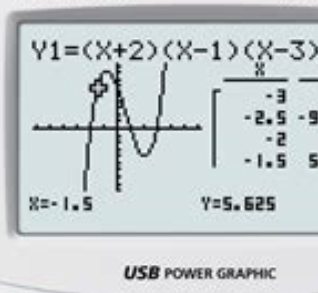 Y1=(X+2)(X-1)(X-3)
X
-3
-2.5 -9
-2
-1.5 5
X=-1.5 Y=5.625
USB POWER GRAPHIC